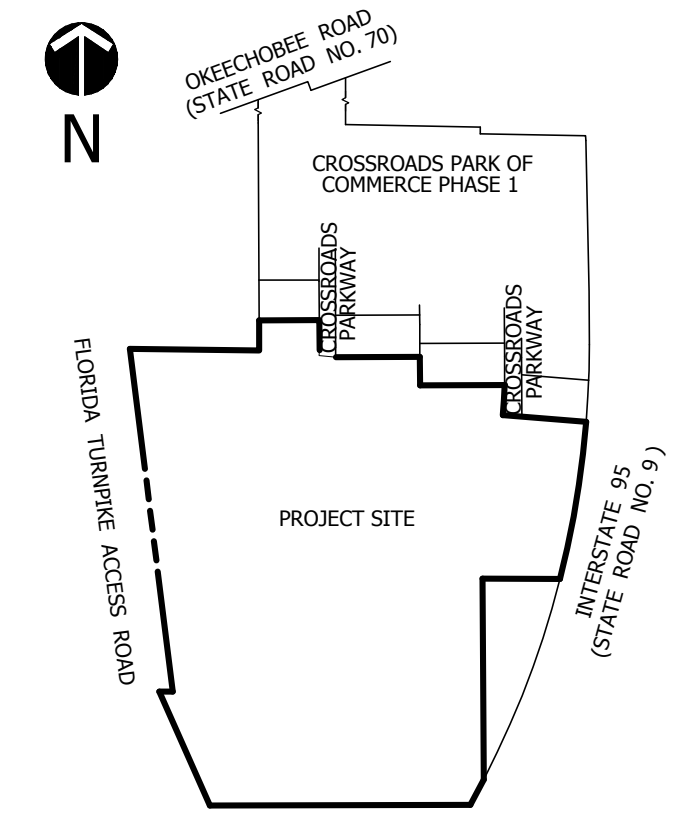 OKEECHOBEE ROAD
(STATE ROAD NO. 70)
N
CROSSROADS PARK OF
COMMERCE PHASE 1
CROSSROADS
PARKWAY
CROSSROADS
PARKWAY
FLORIDA TURNPIKE ACCESS ROAD
PROJECT SITE
INTERSTATE 95
(STATE ROAD NO. 9 )